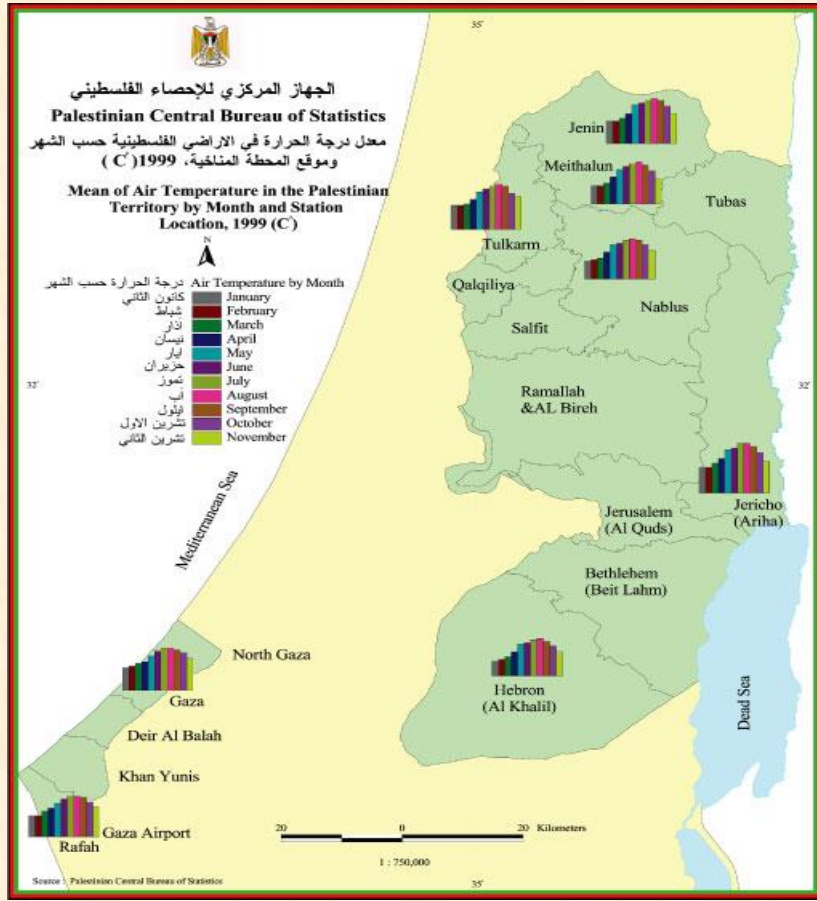 الجهاز المركزي للإحصاء الفلسطيني
Palestinian Central Bureau of Statistics
معدل درجة الحرارة في الاراضي الفلسطينية حسب الشهر
وموقع المحطة المناخية، 1999 (C°)
Mean of Air Temperature in the Palestinian
Territory by Month and Station
Location, 1999 (C°)
N
درجة الحرارة حسب الشهر Air Temperature by Month
كانون الثاني January
شباط February
اذار March
نيسان April
ايار May
حزيران June
تموز July
اب August
ايلول September
تشرين الاول October
تشرين الثاني November
35'
Jenin
Meithalun
Tubas
Tulkarm
Qalqiliya
Nablus
Salfit
32'
32'
Ramallah
&AL Bireh
Mediterranean Sea
Jericho
(Ariha)
Jerusalem
(Al Quds)
Bethlehem
(Beit Lahm)
North Gaza
Gaza
Hebron
(Al Khalil)
Dead Sea
Deir Al Balah
Khan Yunis
Gaza Airport
Rafah
20 0 20 Kilometers
1 : 750,000
Source : Palestinian Central Bureau of Statistics
35'